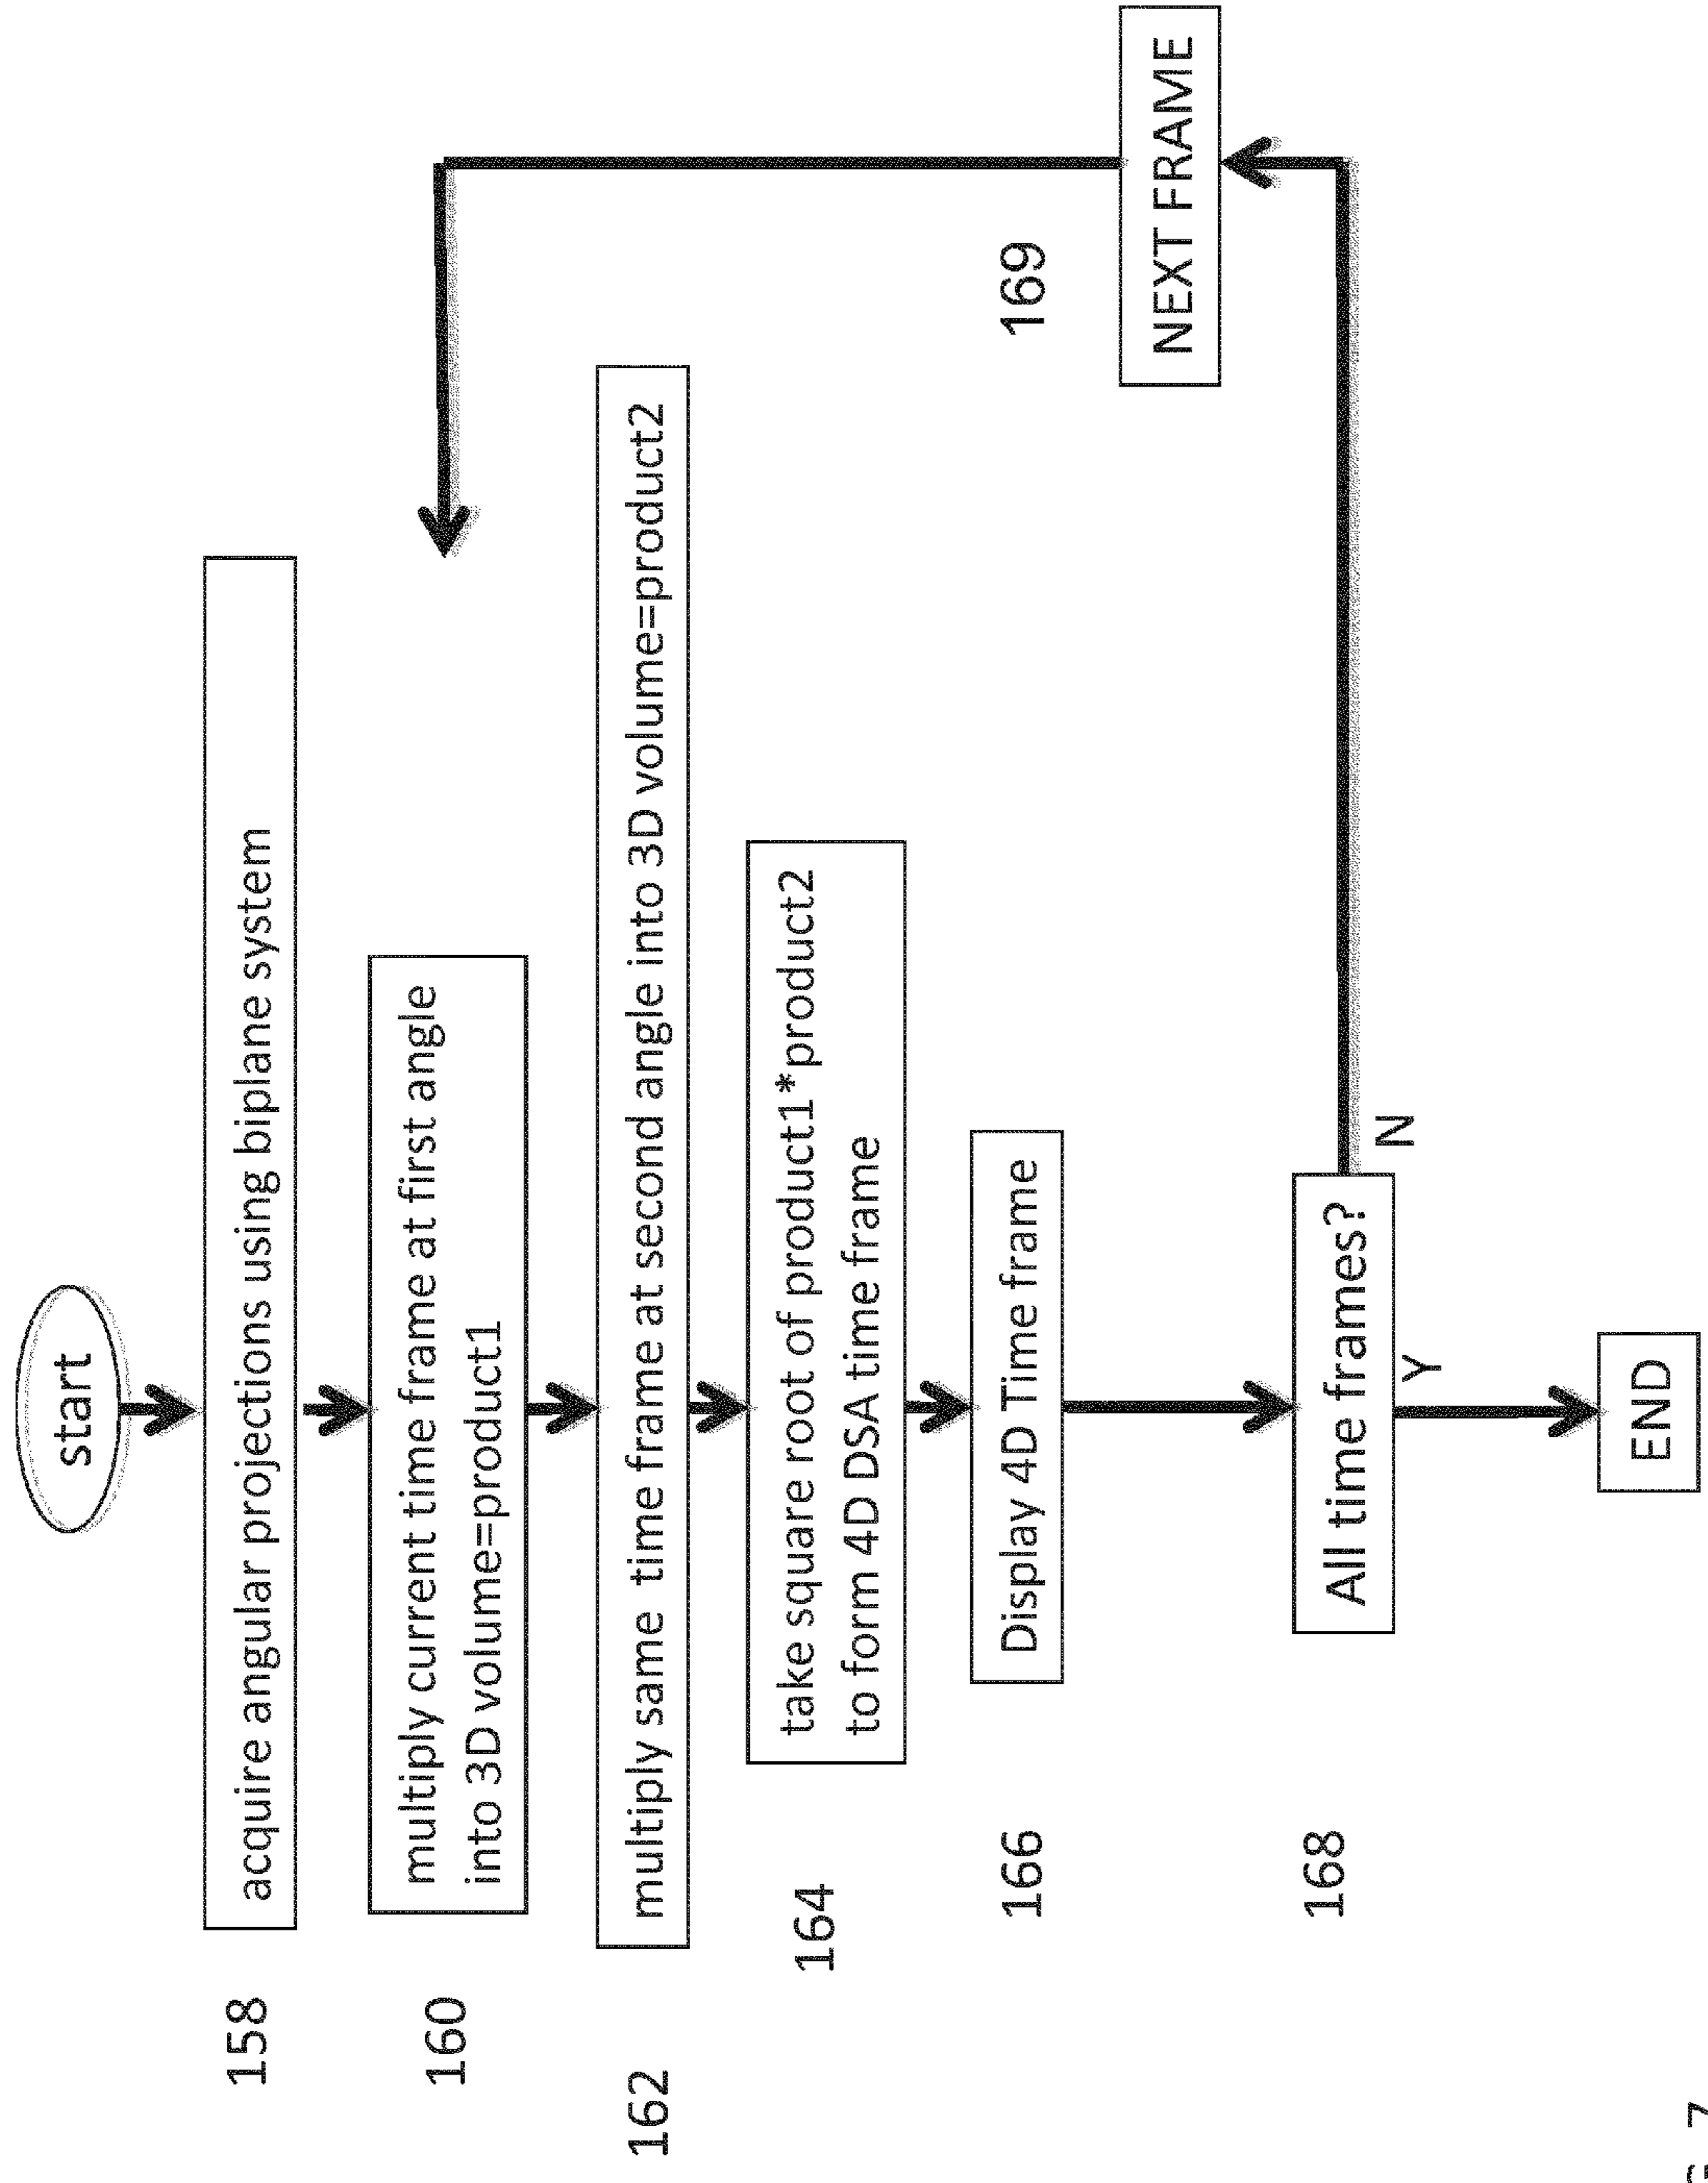 start
158
acquire angular projections using biplane system
160
multiply current time frame at first angle
into 3D volume=product1
162
multiply same time frame at second angle into 3D volume=product2
164
take square root of product1*product2
to form 4D DSA time frame
166
Display 4D Time frame
169
NEXT FRAME
168
All time frames?
N
Y
END
7